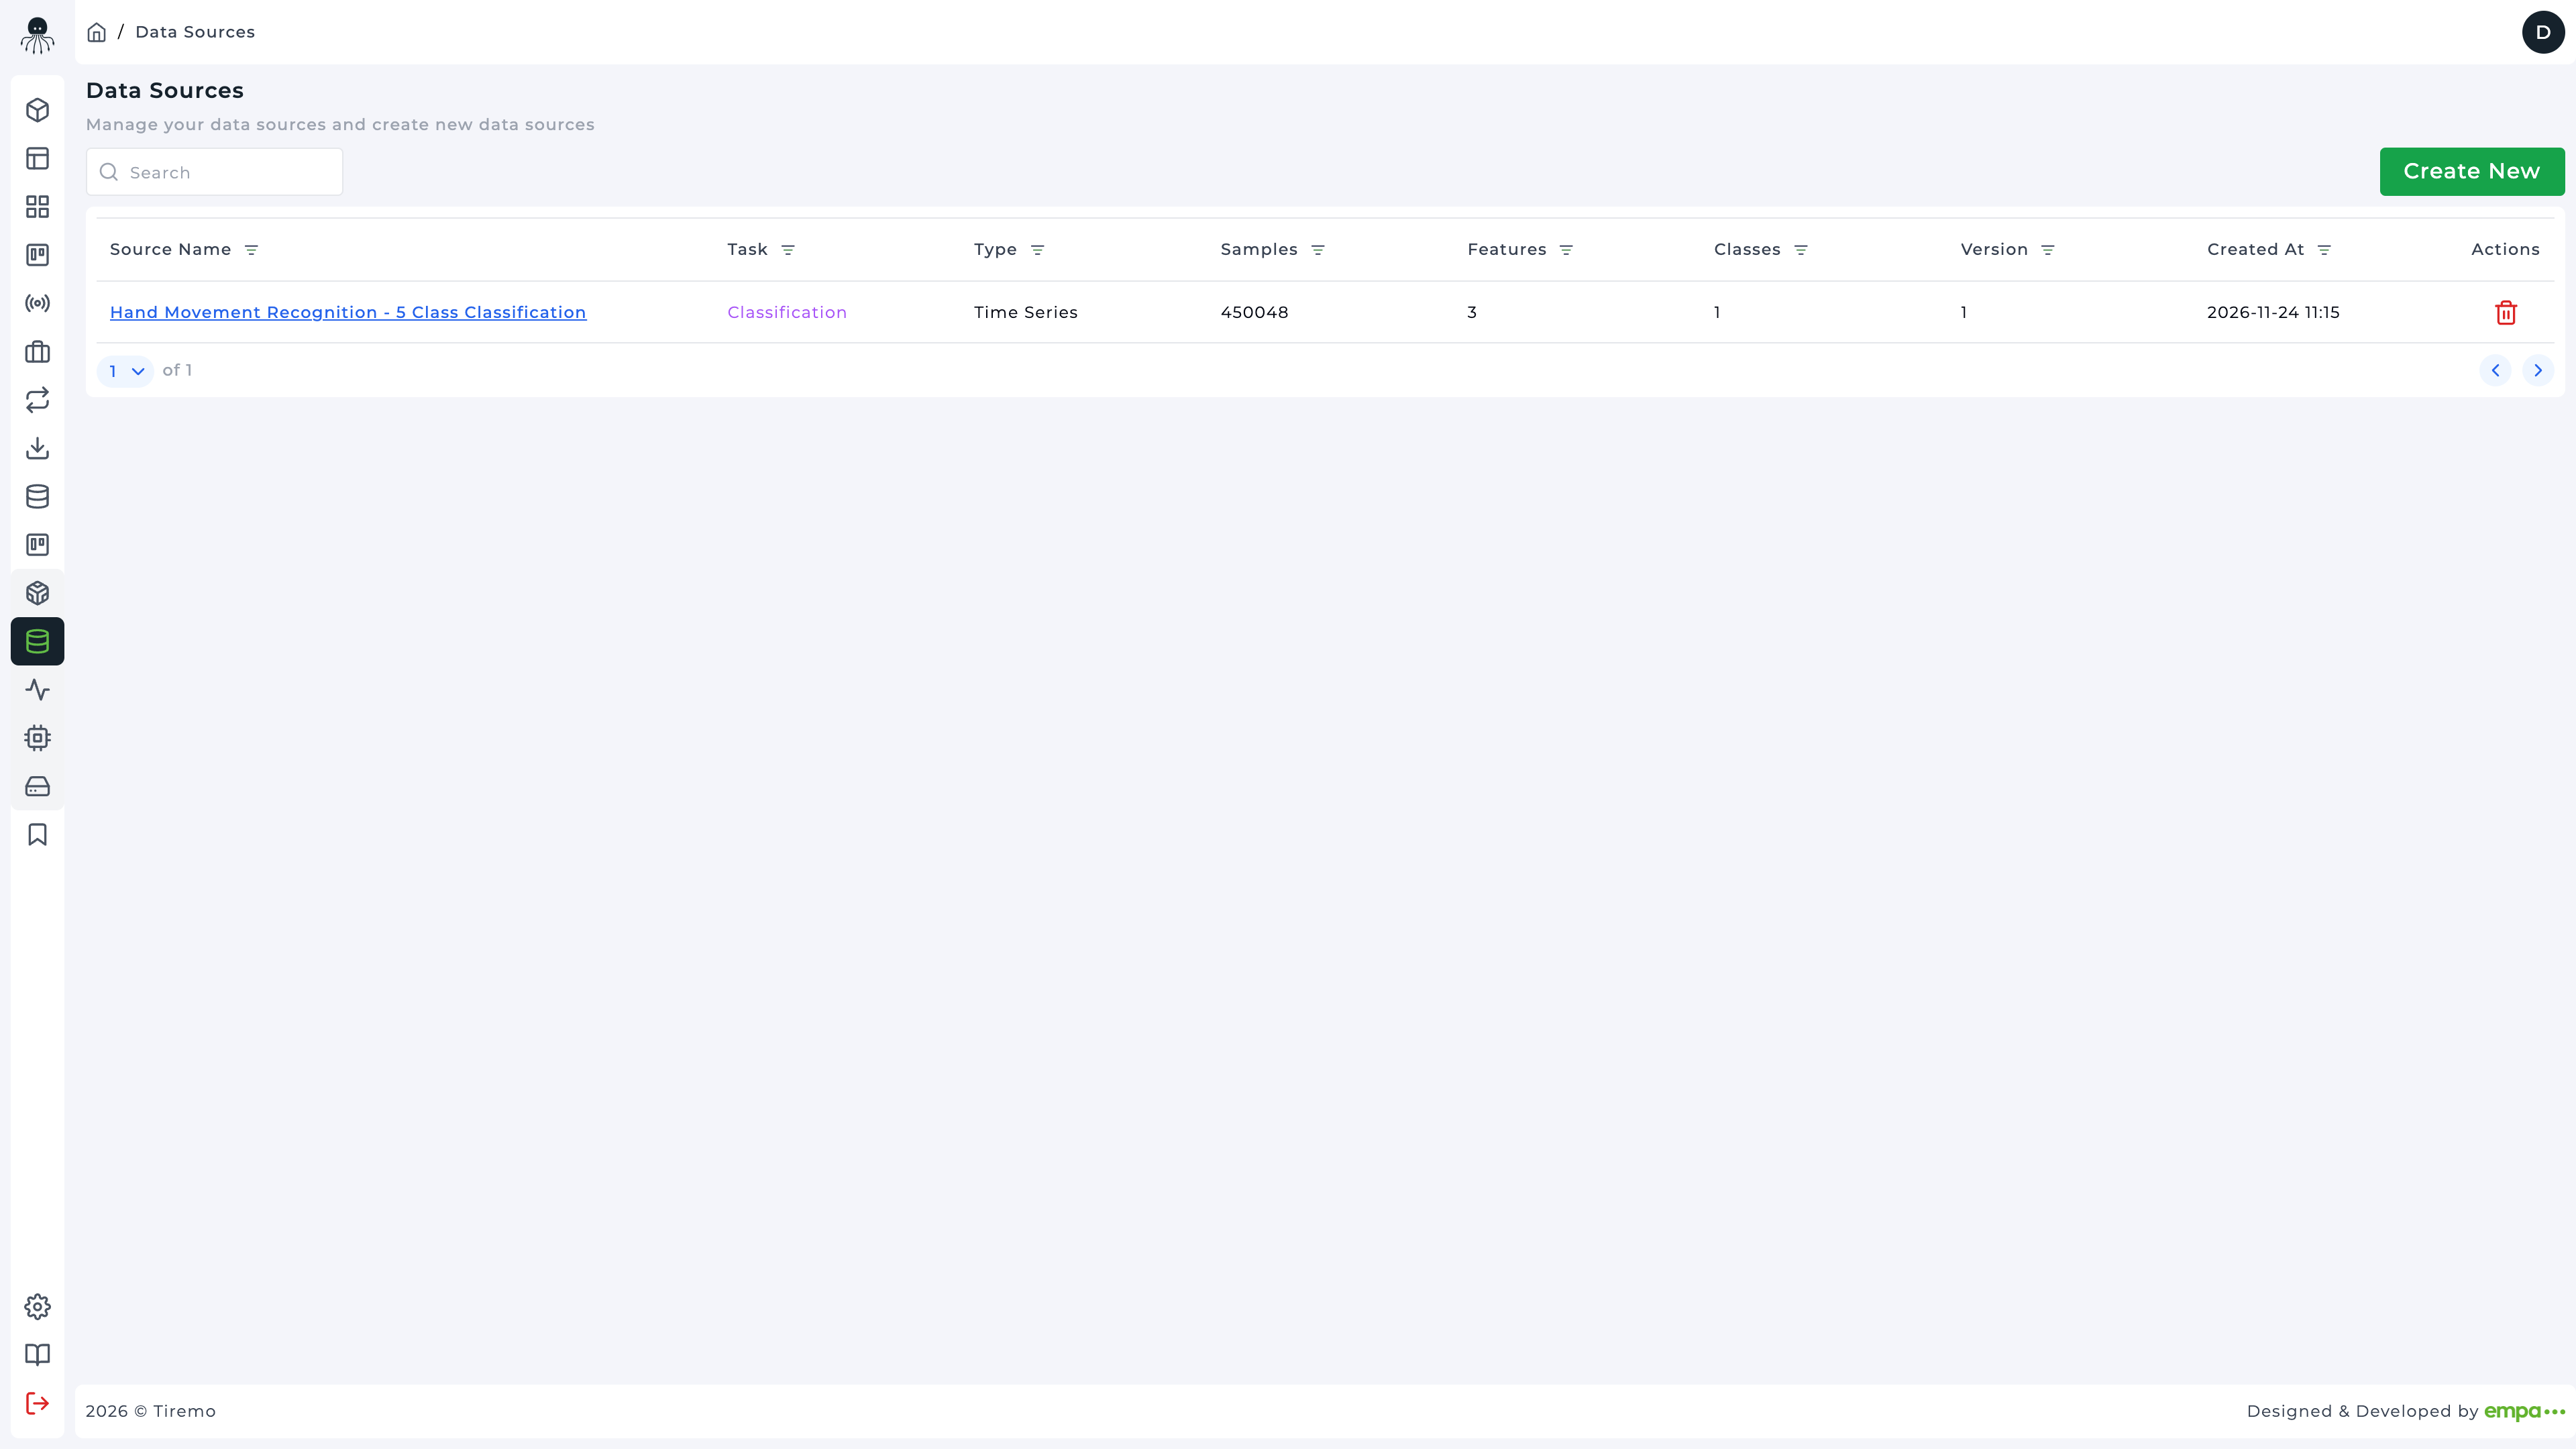 / Data Sources
D
Data Sources
Manage your data sources and create new data sources
Search
Create New
Source Name Task Type Samples Features Classes Version Created At Actions
Hand Movement Recognition - 5 Class Classification Classification Time Series 450048 3 1 1 2026-11-24 11:15
1 of 1
2026 © Tiremo
Designed & Developed by empa